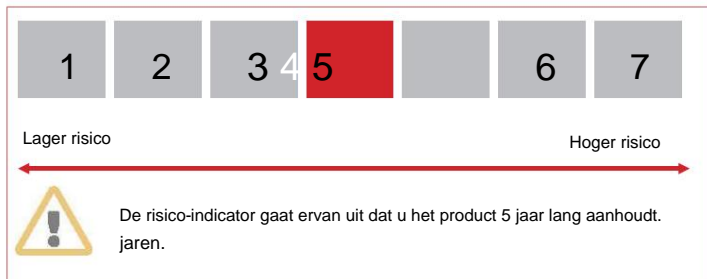 1 2 3 4 5 6 7
Lager risico Hoger risico
De risico-indicator gaat ervan uit dat u het product 5 jaar lang aanhoudt.
jaren.